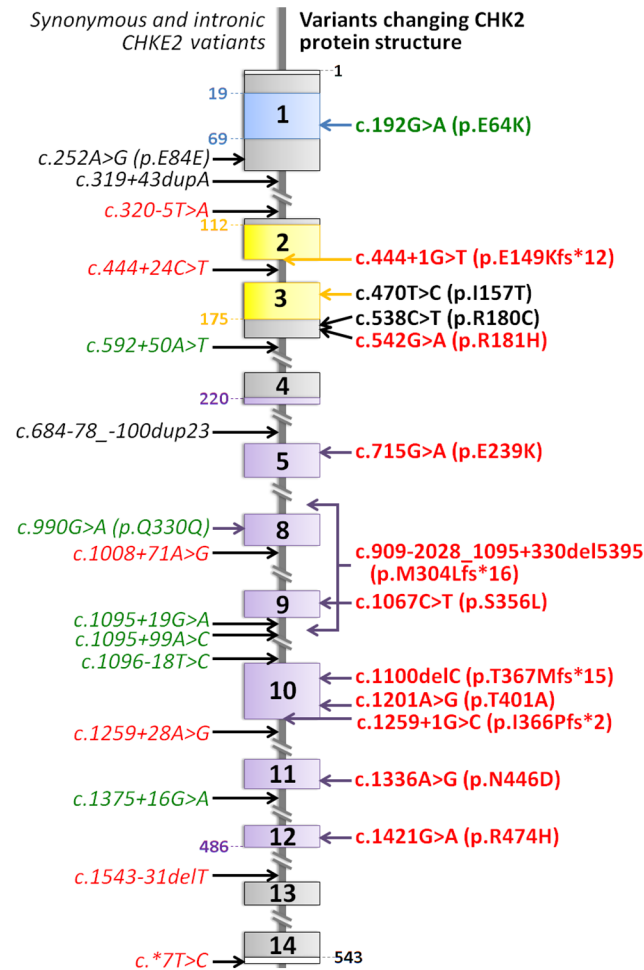 Synonymous and intronic
CHKE2 vatiants
Variants changing CHK2
protein structure
1
19
1
c.192G>A (p.E64K)
69
c.252A>G (p.E84E)
c.319+43dupA
c.320-5T>A
112
2
c.444+1G>T (p.E149Kfs*12)
c.444+24C>T
3
c.470T>C (p.I157T)
175
c.538C>T (p.R180C)
c.542G>A (p.R181H)
c.592+50A>T
4
220
c.684-78_-100dup23
5
c.715G>A (p.E239K)
c.990G>A (p.Q330Q)
8
c.1008+71A>G
c.909-2028_1095+330del5395
(p.M304Lfs*16)
9
c.1067C>T (p.S356L)
c.1095+19G>A
c.1095+99A>C
c.1096-18T>C
10
c.1100delC (p.T367Mfs*15)
c.1201A>G (p.T401A)
c.1259+1G>C (p.I366Pfs*2)
c.1259+28A>G
11
c.1336A>G (p.N446D)
c.1375+16G>A
12
c.1421G>A (p.R474H)
486
c.1543-31delT
13
14
543
c.*7T>C